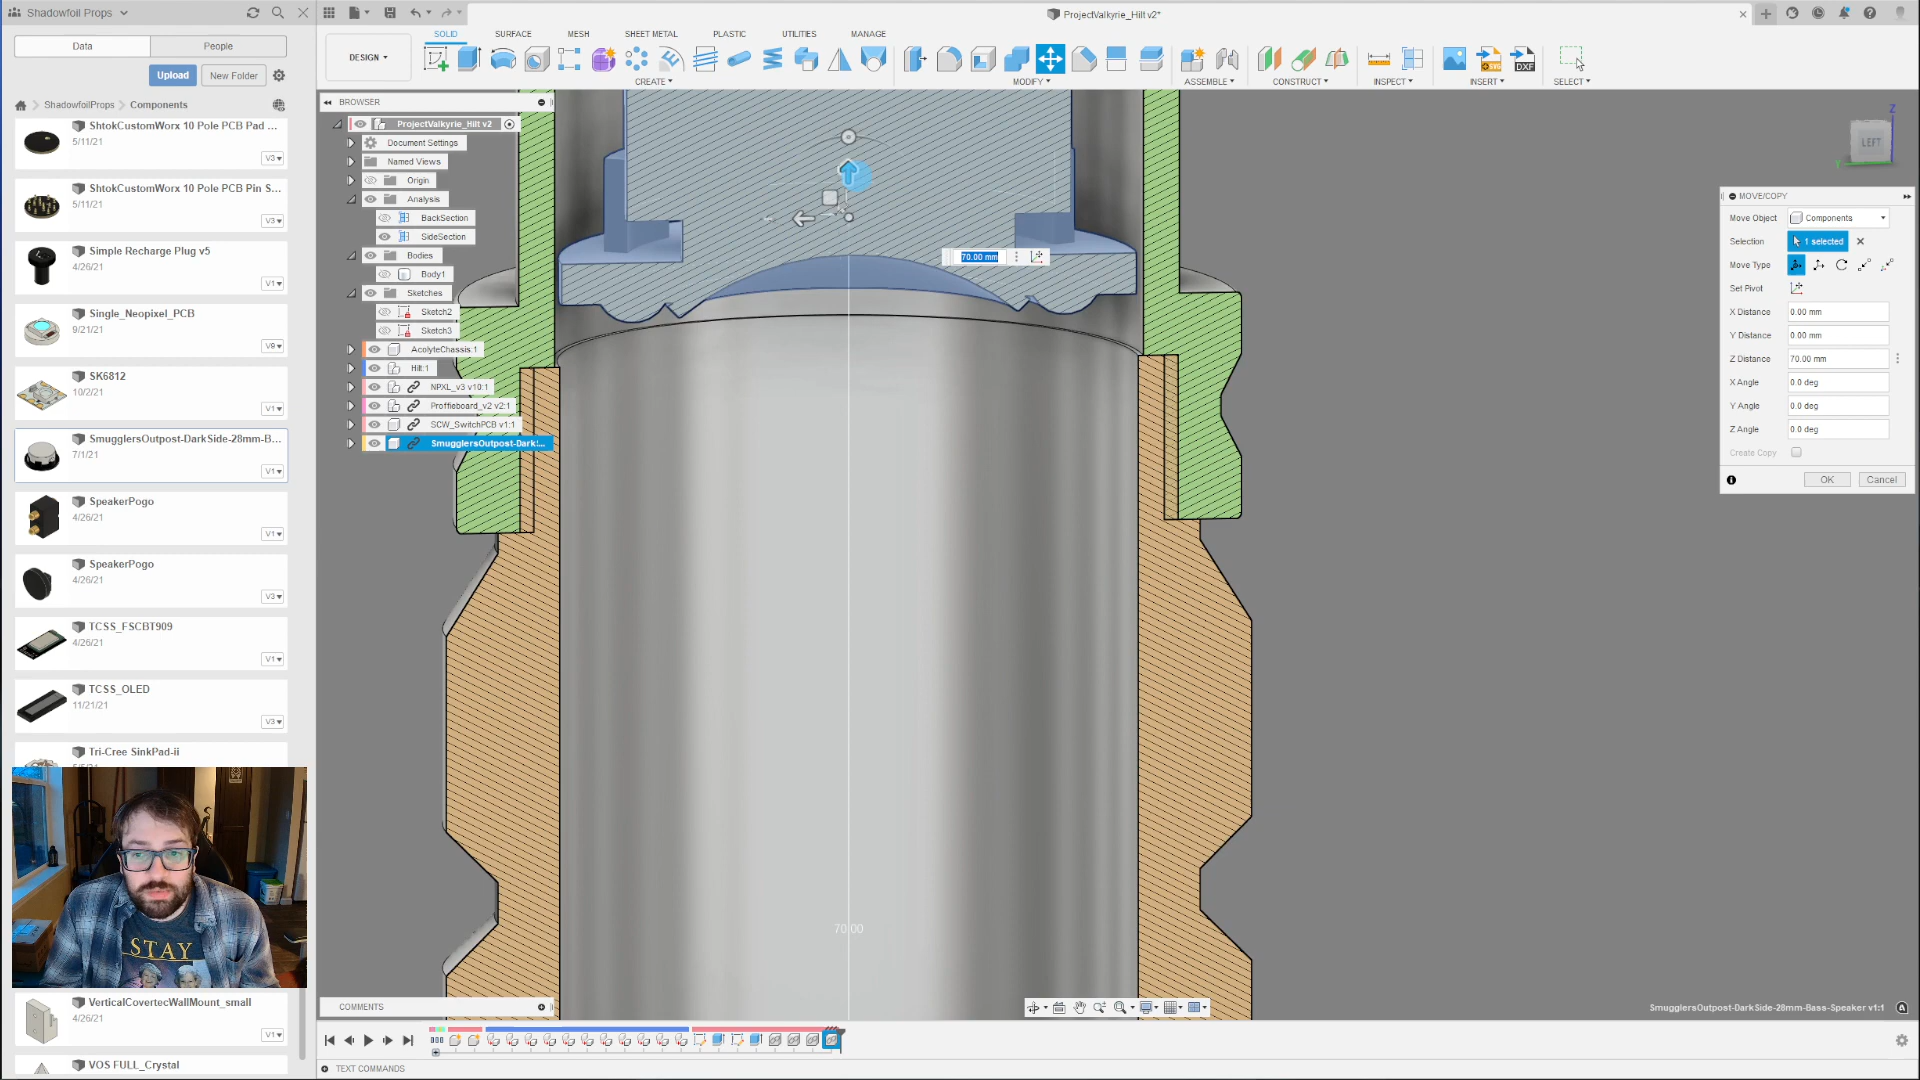 Shadowfoil Props
Data
People
Upload
New Folder
ShadowfoilProps
Components
ShtokCustomWorx 10 Pole PCB Pad ...
5/11/21
V3
ShtokCustomWorx 10 Pole PCB Pin S...
5/11/21
V3
Simple Recharge Plug v5
4/26/21
V1
Single_Neopixel_PCB
9/21/21
V9
SK6812
10/2/21
V1
SmugglersOutpost-DarkSide-28mm-B...
7/1/21
V1
SpeakerPogo
4/26/21
V1
SpeakerPogo
4/26/21
V3
TCSS_FSCBT909
4/26/21
V1
TCSS_OLED
11/21/21
V3
Tri-Cree SinkPad-ii
STAY
VerticalCovertecWallMount_small
4/26/21
V1
VOS FULL_Crystal
ProjectValkyrie_Hilt v2*
DESIGN
SOLID
SURFACE
MESH
SHEET METAL
PLASTIC
UTILITIES
MANAGE
CREATE
MODIFY
ASSEMBLE
CONSTRUCT
INSPECT
INSERT
SELECT
BROWSER
ProjectValkyrie_Hilt v2
Document Settings
Named Views
Origin
Analysis
BackSection
SideSection
Bodies
Body1
Sketches
Sketch2
Sketch3
AcolyteChassis:1
Hilt:1
NPXL_v3 v10:1
Proffieboard_v2 v2:1
SCW_SwitchPCB v1:1
SmugglersOutpost-Dark...
70.00 mm
70.00
Z
LEFT
Y
MOVE/COPY
Move Object
Components
Selection
1 selected
Move Type
Set Pivot
X Distance
0.00 mm
Y Distance
0.00 mm
Z Distance
70.00 mm
X Angle
0.0 deg
Y Angle
0.0 deg
Z Angle
0.0 deg
Create Copy
OK
Cancel
COMMENTS
SmugglersOutpost-DarkSide-28mm-Bass-Speaker v1:1
TEXT COMMANDS